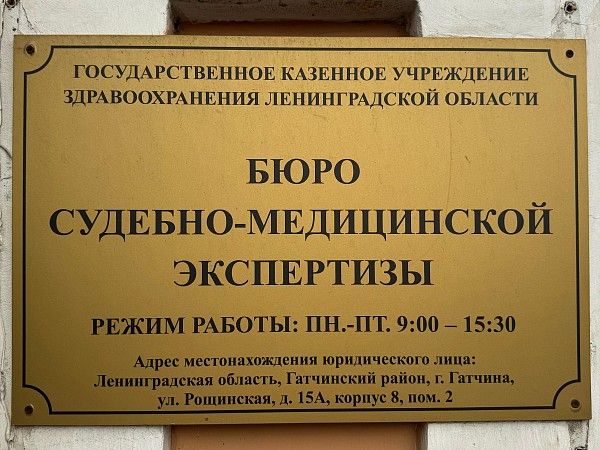 ГОСУДАРСТВЕННОЕ КАЗЕННОЕ УЧРЕЖДЕНИЕ
ЗДРАВООХРАНЕНИЯ ЛЕНИНГРАДСКОЙ ОБЛАСТИ
БЮРО
СУДЕБНО-МЕДИЦИНСКОЙ
ЭКСПЕРТИЗЫ
РЕЖИМ РАБОТЫ: ПН.-ПТ. 9:00 – 15:30
Адрес местонахождения юридического лица:
Ленинградская область, Гатчинский район, г. Гатчина,
ул. Рощинская, д. 15А, корпус 8, пом. 2